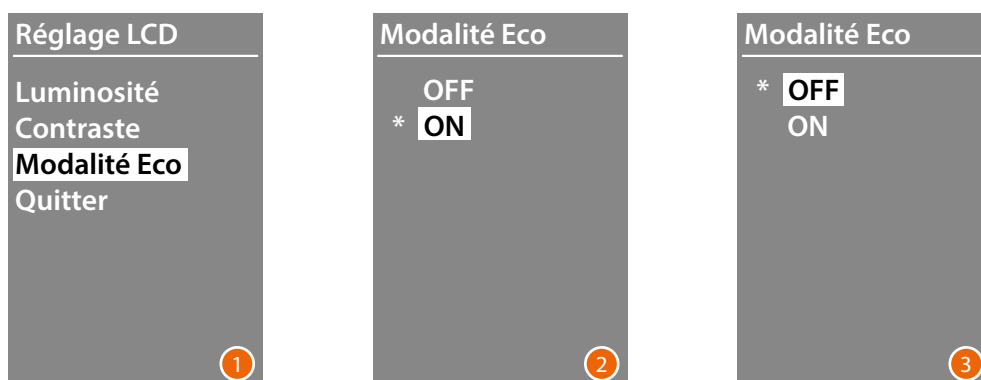 Réglage LCD
Luminosité
Contraste
Modalité Eco
Quitter
1
Modalité Eco
OFF
* ON
2
Modalité Eco
* OFF
ON
3